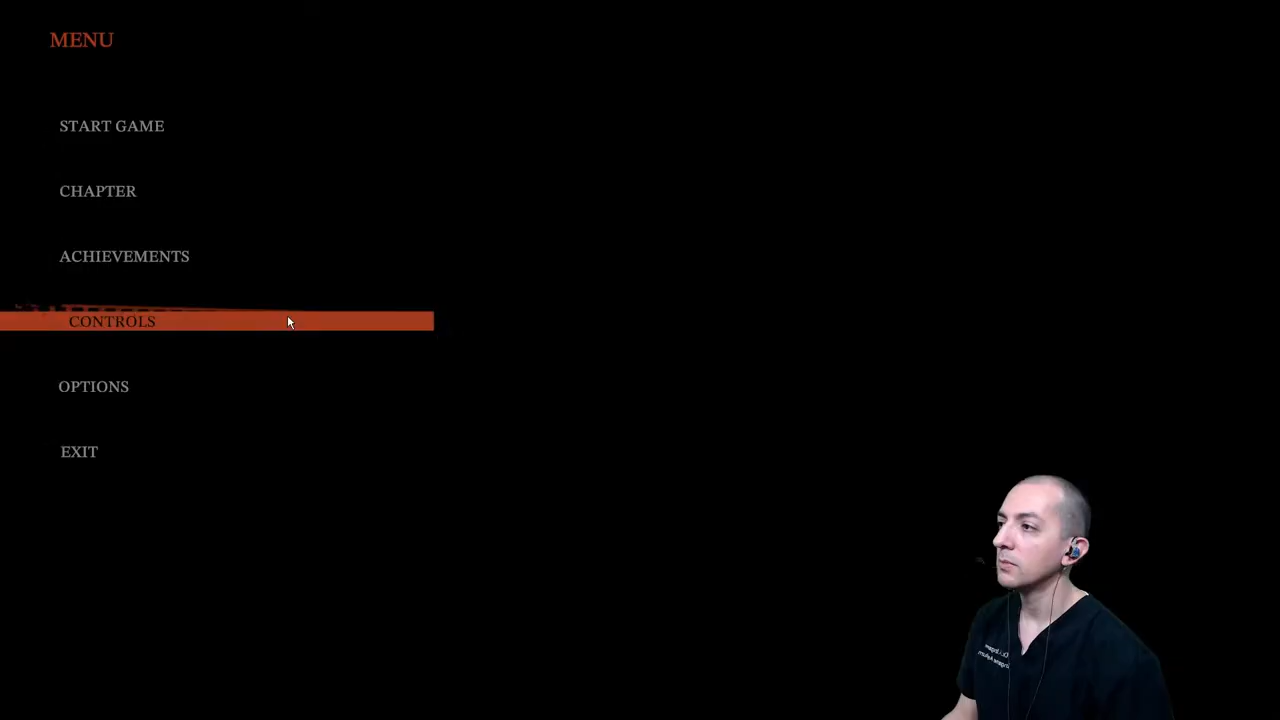 MENU
START GAME
CHAPTER
ACHIEVEMENTS
CONTROLS
OPTIONS
EXIT